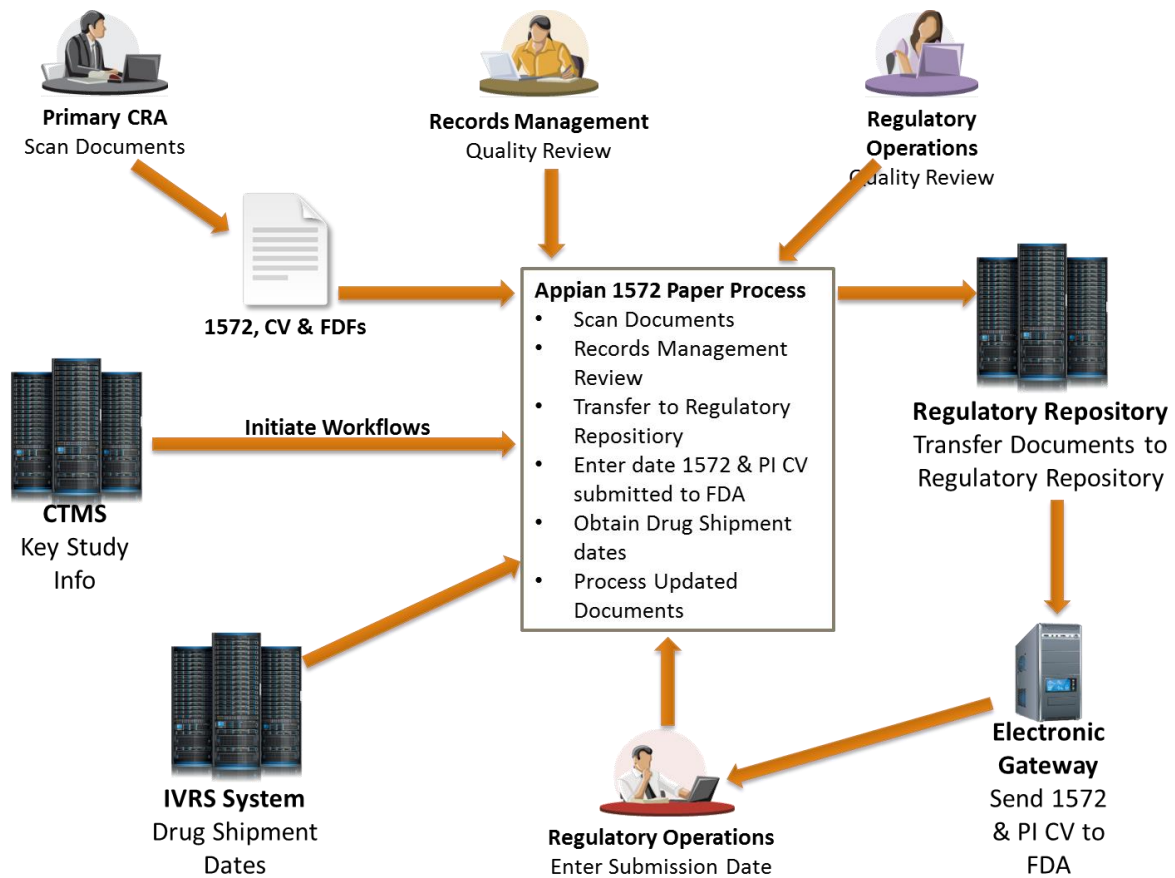 Primary CRA
Scan Documents
Records Management
Quality Review
Regulatory
Operations
Quality Review
1572, CV & FDFs
Initiate Workflows
CTMS
Key Study
Info
IVRS System
Drug Shipment
Dates
Appian 1572 Paper Process
• Scan Documents
• Records Management
Review
• Transfer to Regulatory
Repositiory
• Enter date 1572 & PI CV
submitted to FDA
• Obtain Drug Shipment
dates
• Process Updated
Documents
Regulatory Repository
Transfer Documents to
Regulatory Repository
Electronic
Gateway
Send 1572
& PI CV to
FDA
Regulatory Operations
Enter Submission Date